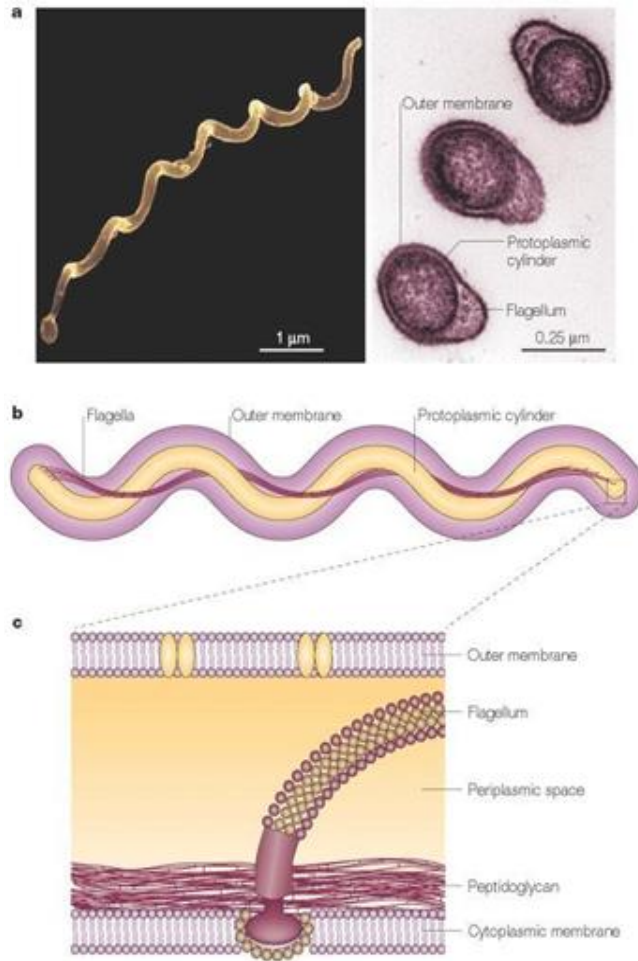 a
Outer membrane
Protoplasmic
cylinder
Flagellum
1 μm
0.25 μm
b
Flagella
Outer membrane
Protoplasmic cylinder
c
Outer membrane
Flagellum
Periplasmic space
Peptidoglycan
Cytoplasmic membrane